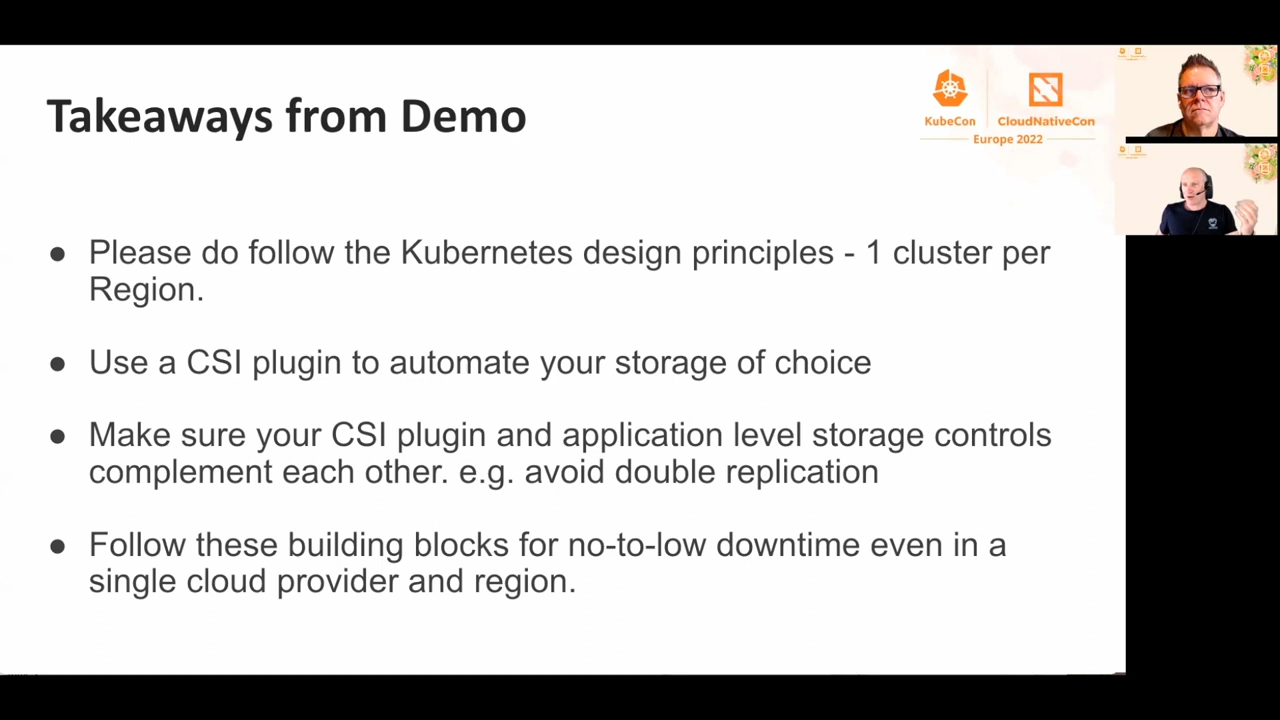 Takeaways from Demo
KubeCon
CloudNativeCon
Europe 2022
● Please do follow the Kubernetes design principles - 1 cluster per
Region.
● Use a CSI plugin to automate your storage of choice
● Make sure your CSI plugin and application level storage controls
complement each other. e.g. avoid double replication
● Follow these building blocks for no-to-low downtime even in a
single cloud provider and region.